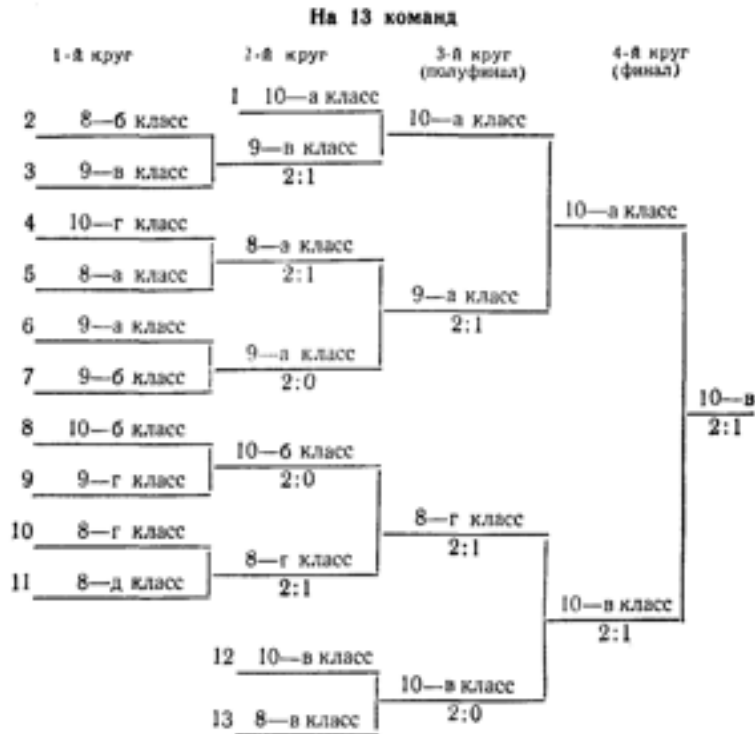 На 13 команд
1-й круг 2-й круг 3-й круг 4-й круг
(полуфинал) (финал)
1 10—а класс
2 8—б класс 10—а класс
9—в класс
3 9—в класс 2:1
10—а класс
4 10—г класс
8—а класс
5 8—а класс 2:1
9—а класс
6 9—а класс 2:1
9—а класс
7 9—б класс 2:0
10—в
8 10—б класс 2:1
10—б класс
9 9—г класс 2:0
8—г класс
10 8—г класс 2:1
8—г класс
11 8—д класс 2:1
10—в класс
2:1
12 10—в класс
10—в класс
13 8—в класс 2:0